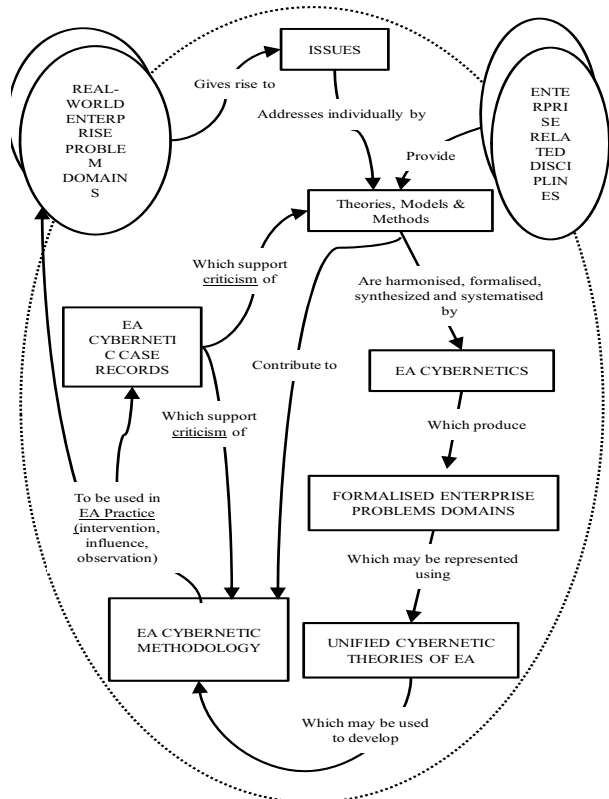 REAL-
WORLD
ENTERP
RISE
PROBLE
M
DOMAIN
S
Gives rise to
ISSUES
Addresses individually by
ENTE
RPRI
SE
RELA
TED
DISCI
PLIN
ES
Provide
Theories, Models &
Methods
Which support
criticism of
Are harmonised, formalised,
synthesized and systematised
by
EA
CYBERNETI
C CASE
RECORDS
Contribute to
EA CYBERNETICS
Which support
criticism of
Which produce
To be used in
EA Practice
(intervention,
influence,
observation)
FORMALISED ENTERPRISE
PROBLEMS DOMAINS
Which may be represented
using
EA CYBERNETIC
METHODOLOGY
UNIFIED CYBERNETIC
THEORIES OF EA
Which may be used
to develop